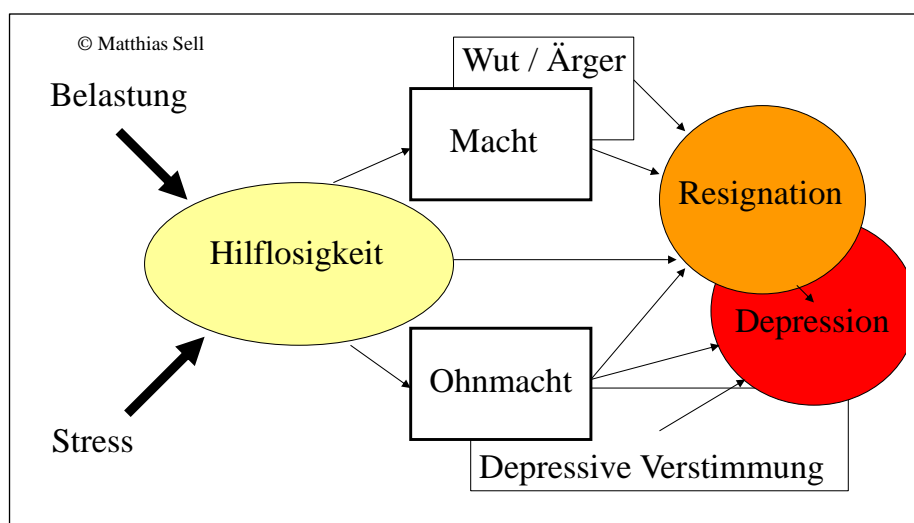 © Matthias Sell
Wut / Ärger
Belastung
Macht
Resignation
Hilflosigkeit
Depression
Ohnmacht
Stress
Depressive Verstimmung